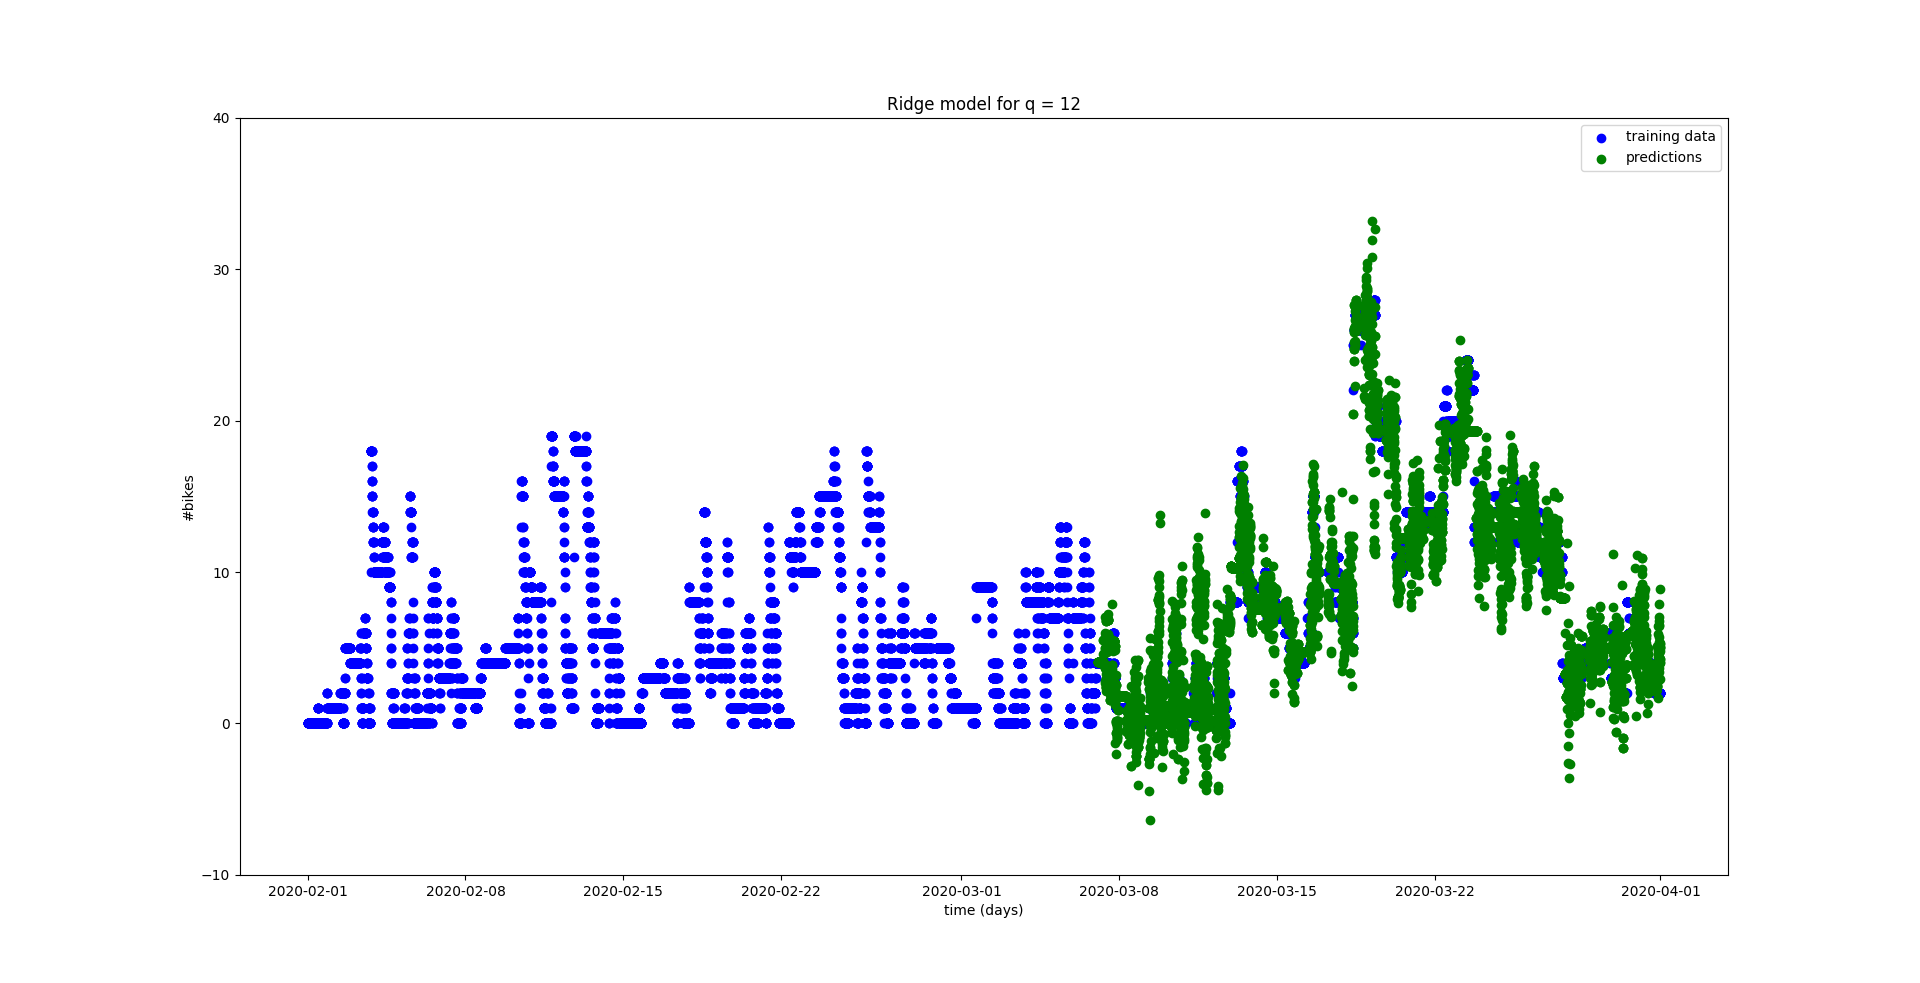 Ridge model for q = 12
training data
predictions
#bikes
40
30
20
10
0
−10
2020-02-01 2020-02-08 2020-02-15 2020-02-22 2020-03-01 2020-03-08 2020-03-15 2020-03-22 2020-04-01
time (days)